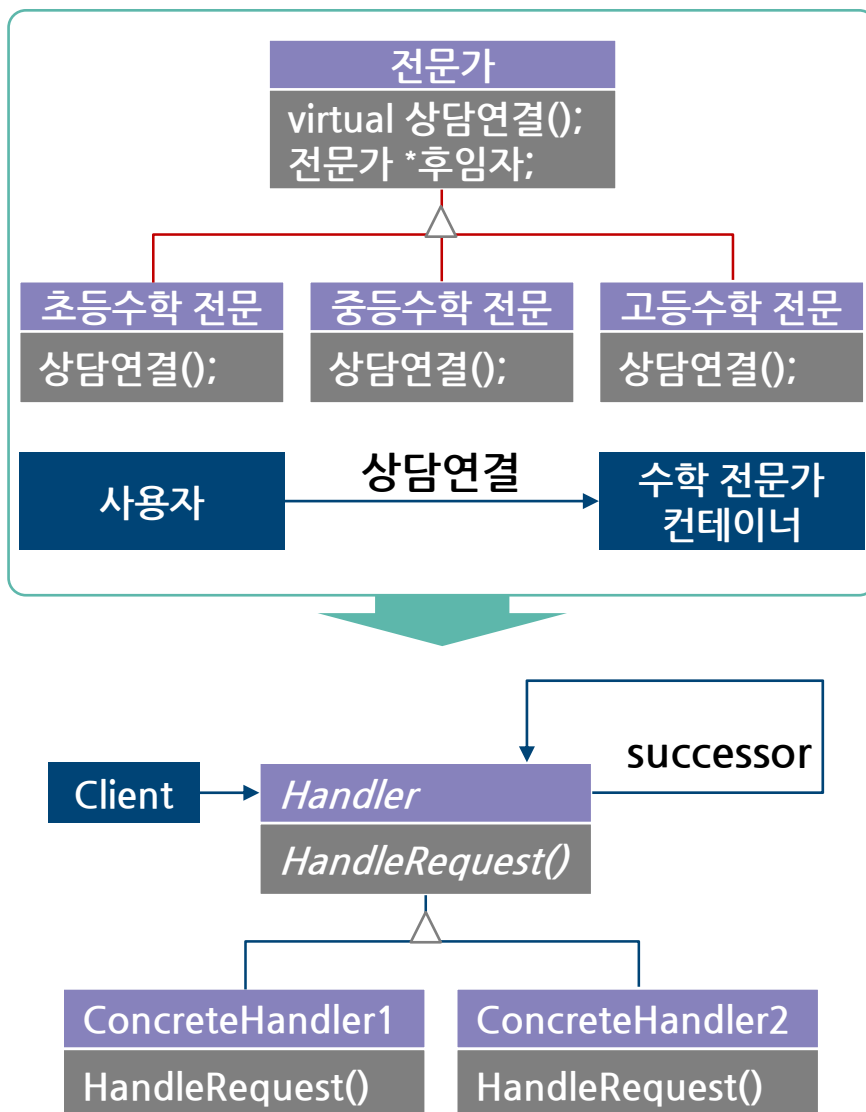 전문가
virtual 상담연결();
전문가 *후임자;
초등수학 전문
상담연결();
중등수학 전문
상담연결();
고등수학 전문
상담연결();
사용자
상담연결
수학 전문가
컨테이너
successor
Client
Handler
HandleRequest()
ConcreteHandler1
HandleRequest()
ConcreteHandler2
HandleRequest()